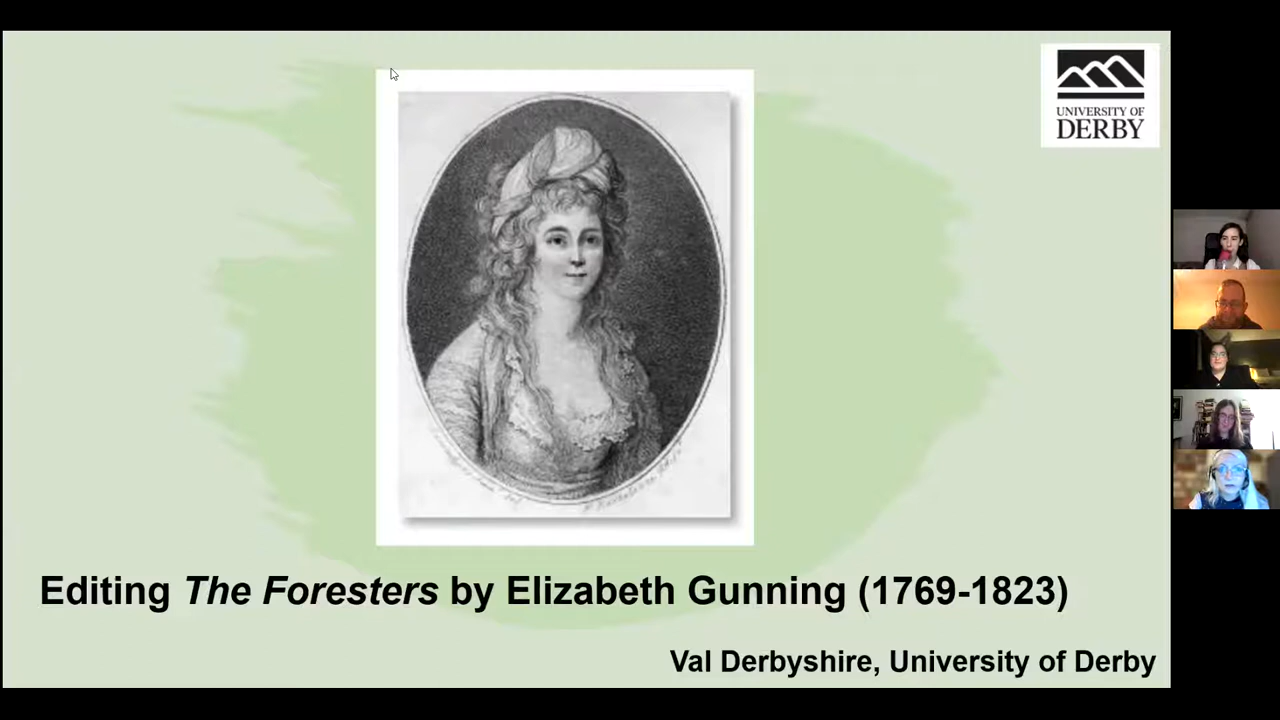 UNIVERSITY OF
DERBY
Editing The Foresters by Elizabeth Gunning (1769-1823)
Val Derbyshire, University of Derby